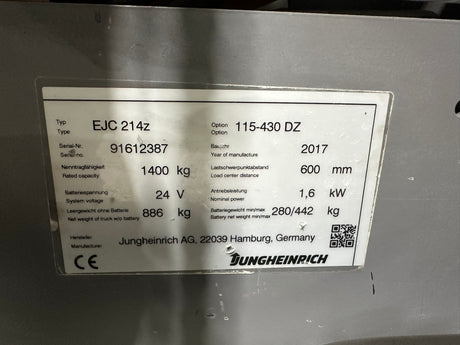 Typ EJC 214z Option 115-430 DZ
Type Option
Serial-Nr. 91612387 Baujahr 2017
Serial-no. Year of manufacture
Nenntragfähigkeit 1400 kg Lastschwerpunktabstand 600 mm
Rated capacity Load center distance
Batteriespannung 24 V Antriebsleistung 1,6 kW
System voltage Nominal power
Leergewicht ohne Batterie 886 kg Batteriegewicht min/max 280/442 kg
Net weight of truck w/o battery Battery net weight min/max
Hersteller Jungheinrich AG, 22039 Hamburg, Germany
Manufacturer
CE JUNGHEINRICH